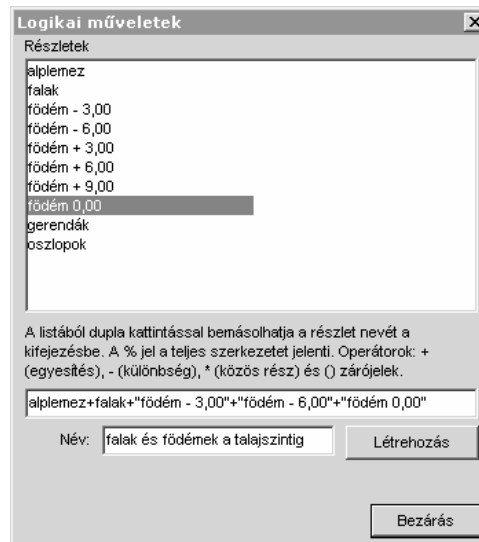 Logikai műveletek
Részletek
alplemez
falak
födém - 3,00
födém - 6,00
födém + 3,00
födém + 6,00
födém + 9,00
födém 0,00
gerendák
oszlopok
A listából dupla kattintással bemásolhatja a részlet nevét a
kifejezésbe. A % jel a teljes szerkezetet jelenti. Operátorok: +
(egyesítés), - (különbség), * (közös rész) és () zárójelek.
alplemez+falak+"födém - 3,00"+"födém - 6,00"+"födém 0,00"
Név: falak és födémek a talajszintig Létrehozás
Bezárás